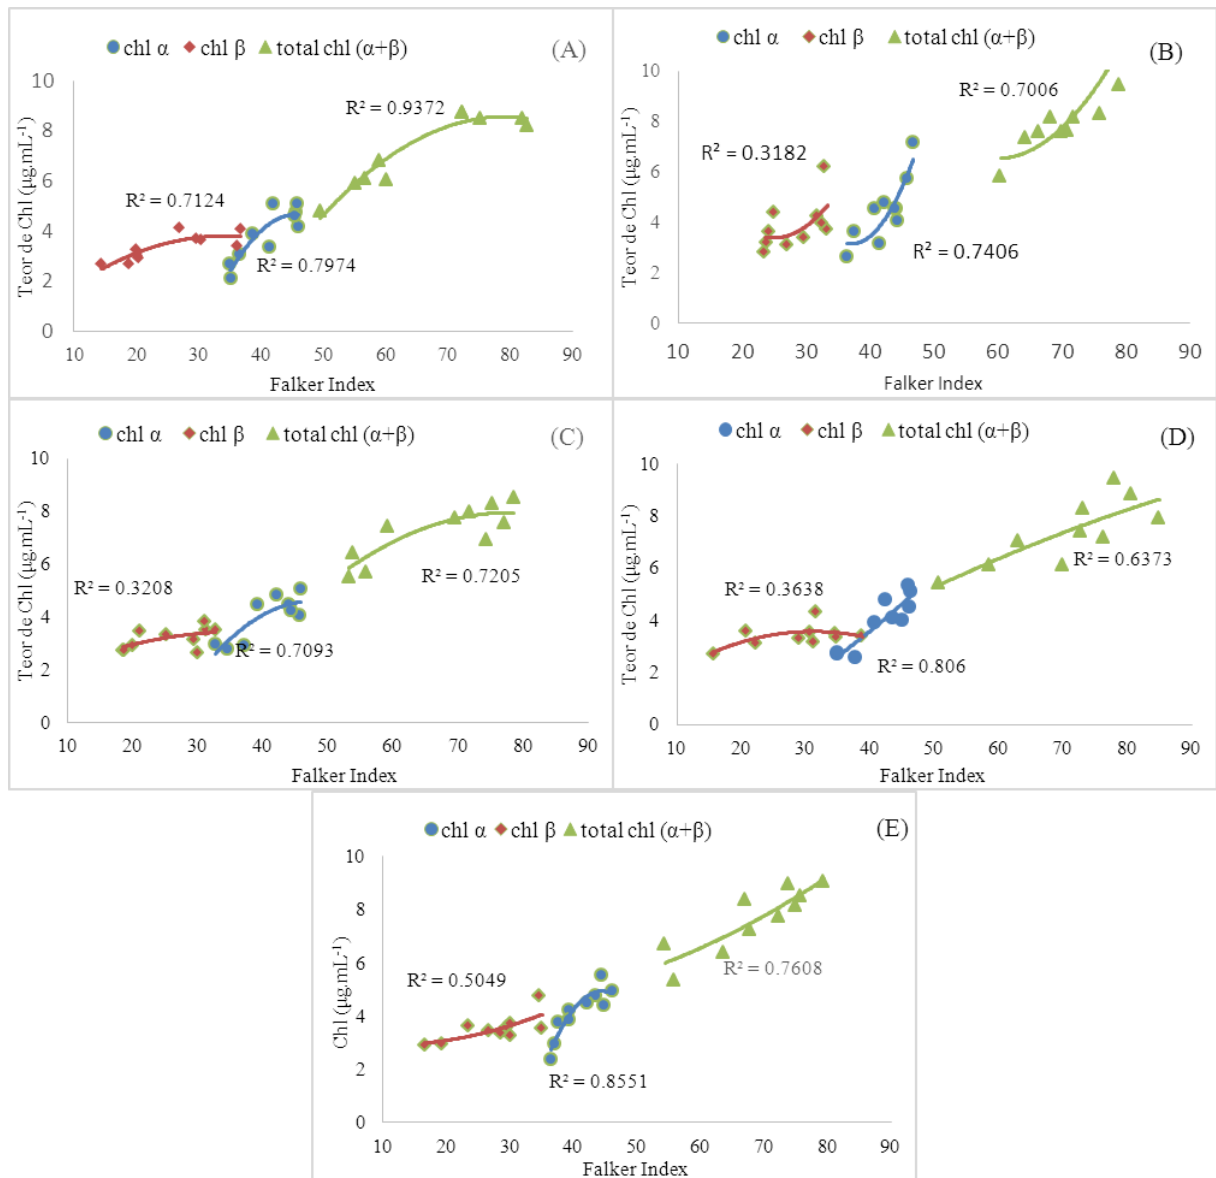 chl α chl β total chl (α+β) (A)
Teor de Chl (µg.mL⁻¹)
10
8
6
4
2
0
R² = 0.9372
R² = 0.7124
R² = 0.7974
10 20 30 40 50 60 70 80 90
Falker Index
chl α chl β total chl (α+β) (B)
Teor de Chl (µg.mL⁻¹)
10
8
6
4
2
0
R² = 0.7006
R² = 0.3182
R² = 0.7406
10 20 30 40 50 60 70 80 90
Falker Index
chl α chl β total chl (α+β) (C)
Teor de Chl (µg.mL⁻¹)
10
8
6
4
2
0
R² = 0.3208
R² = 0.7205
R² = 0.7093
10 20 30 40 50 60 70 80 90
Falker Index
chl α chl β total chl (α+β) (D)
Teor de Chl (µg.mL⁻¹)
10
8
6
4
2
0
R² = 0.3638
R² = 0.6373
R² = 0.806
10 20 30 40 50 60 70 80 90
Falker Index
chl α chl β total chl (α+β) (E)
Chl (µg.mL⁻¹)
10
8
6
4
2
0
R² = 0.5049
R² = 0.7608
R² = 0.8551
10 20 30 40 50 60 70 80 90
Falker Index